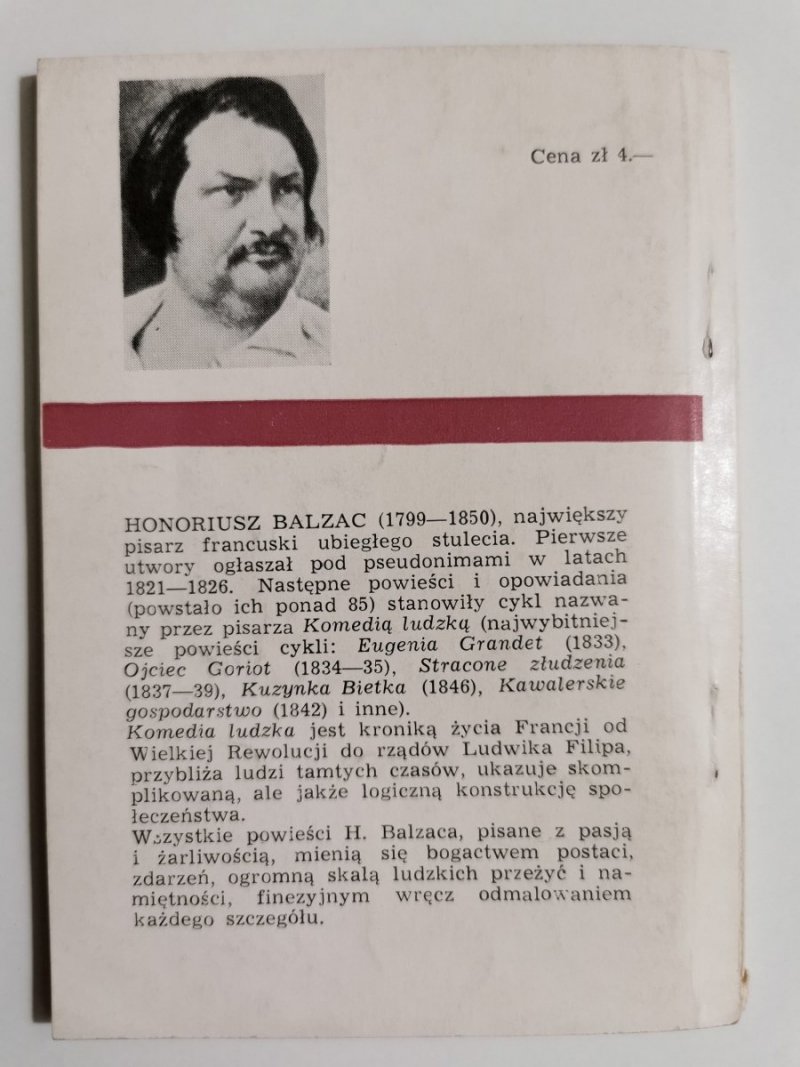 Cena zł 4.—
HONORIUSZ BALZAC (1799—1850), największy
pisarz francuski ubiegłego stulecia. Pierwsze
utwory ogłaszał pod pseudonimami w latach
1821—1826. Następne powieści i opowiadania
(powstało ich ponad 85) stanowiły cykl nazwa-
ny przez pisarza Komedią ludzką (najwybitniej-
sze powieści cykli: Eugenia Grandet (1833),
Ojciec Goriot (1834—35), Stracone złudzenia
(1837—39), Kuzynka Bietka (1846), Kawalerskie
gospodarstwo (1842) i inne).
Komedia ludzka jest kroniką życia Francji od
Wielkiej Rewolucji do rządów Ludwika Filipa,
przybliża ludzi tamtych czasów, ukazuje skom-
plikowaną, ale jakże logiczną konstrukcję spo-
łeczeństwa.
Wszystkie powieści H. Balzaca, pisane z pasją
i żarliwością, mienią się bogactwem postaci,
zdarzeń, ogromną skalą ludzkich przeżyć i na-
miętności, finezyjnym wręcz odmalowaniem
każdego szczegółu.